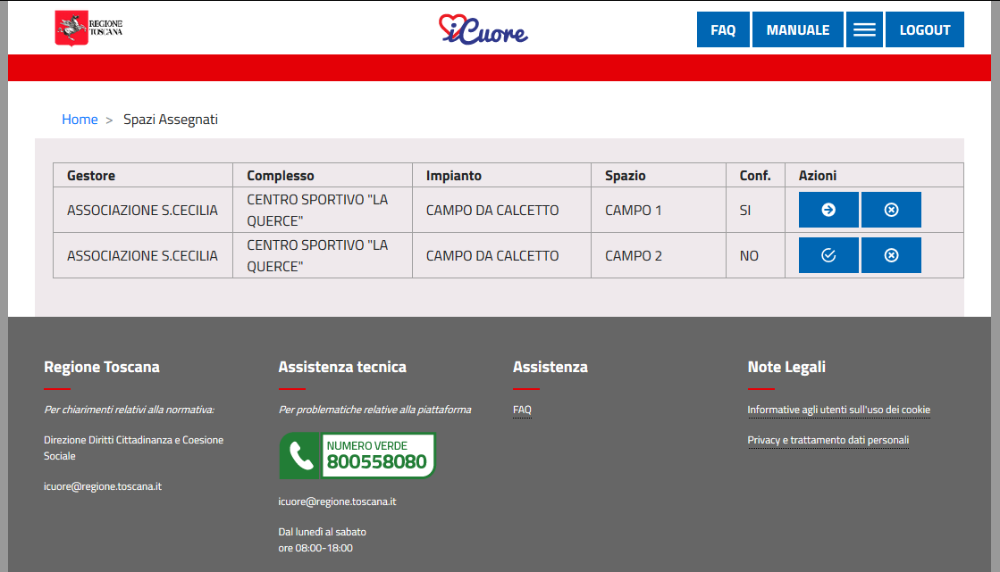 REGIONE
TOSCANA
iCuore
FAQ
MANUALE
LOGOUT
Home > Spazi Assegnati
Gestore Complesso Impianto Spazio Conf. Azioni
ASSOCIAZIONE S.CECILIA CENTRO SPORTIVO "LA
QUERCE" CAMPO DA CALCETTO CAMPO 1 SI
ASSOCIAZIONE S.CECILIA CENTRO SPORTIVO "LA
QUERCE" CAMPO DA CALCETTO CAMPO 2 NO
Regione Toscana
Per chiarimenti relativi alla normativa:
Direzione Diritti Cittadinanza e Coesione
Sociale
icuore@regione.toscana.it
Assistenza tecnica
Per problematiche relative alla piattaforma
NUMERO VERDE
800558080
icuore@regione.toscana.it
Dal lunedì al sabato
ore 08:00-18:00
Assistenza
FAQ
Note Legali
Informative agli utenti sull'uso dei cookie
Privacy e trattamento dati personali